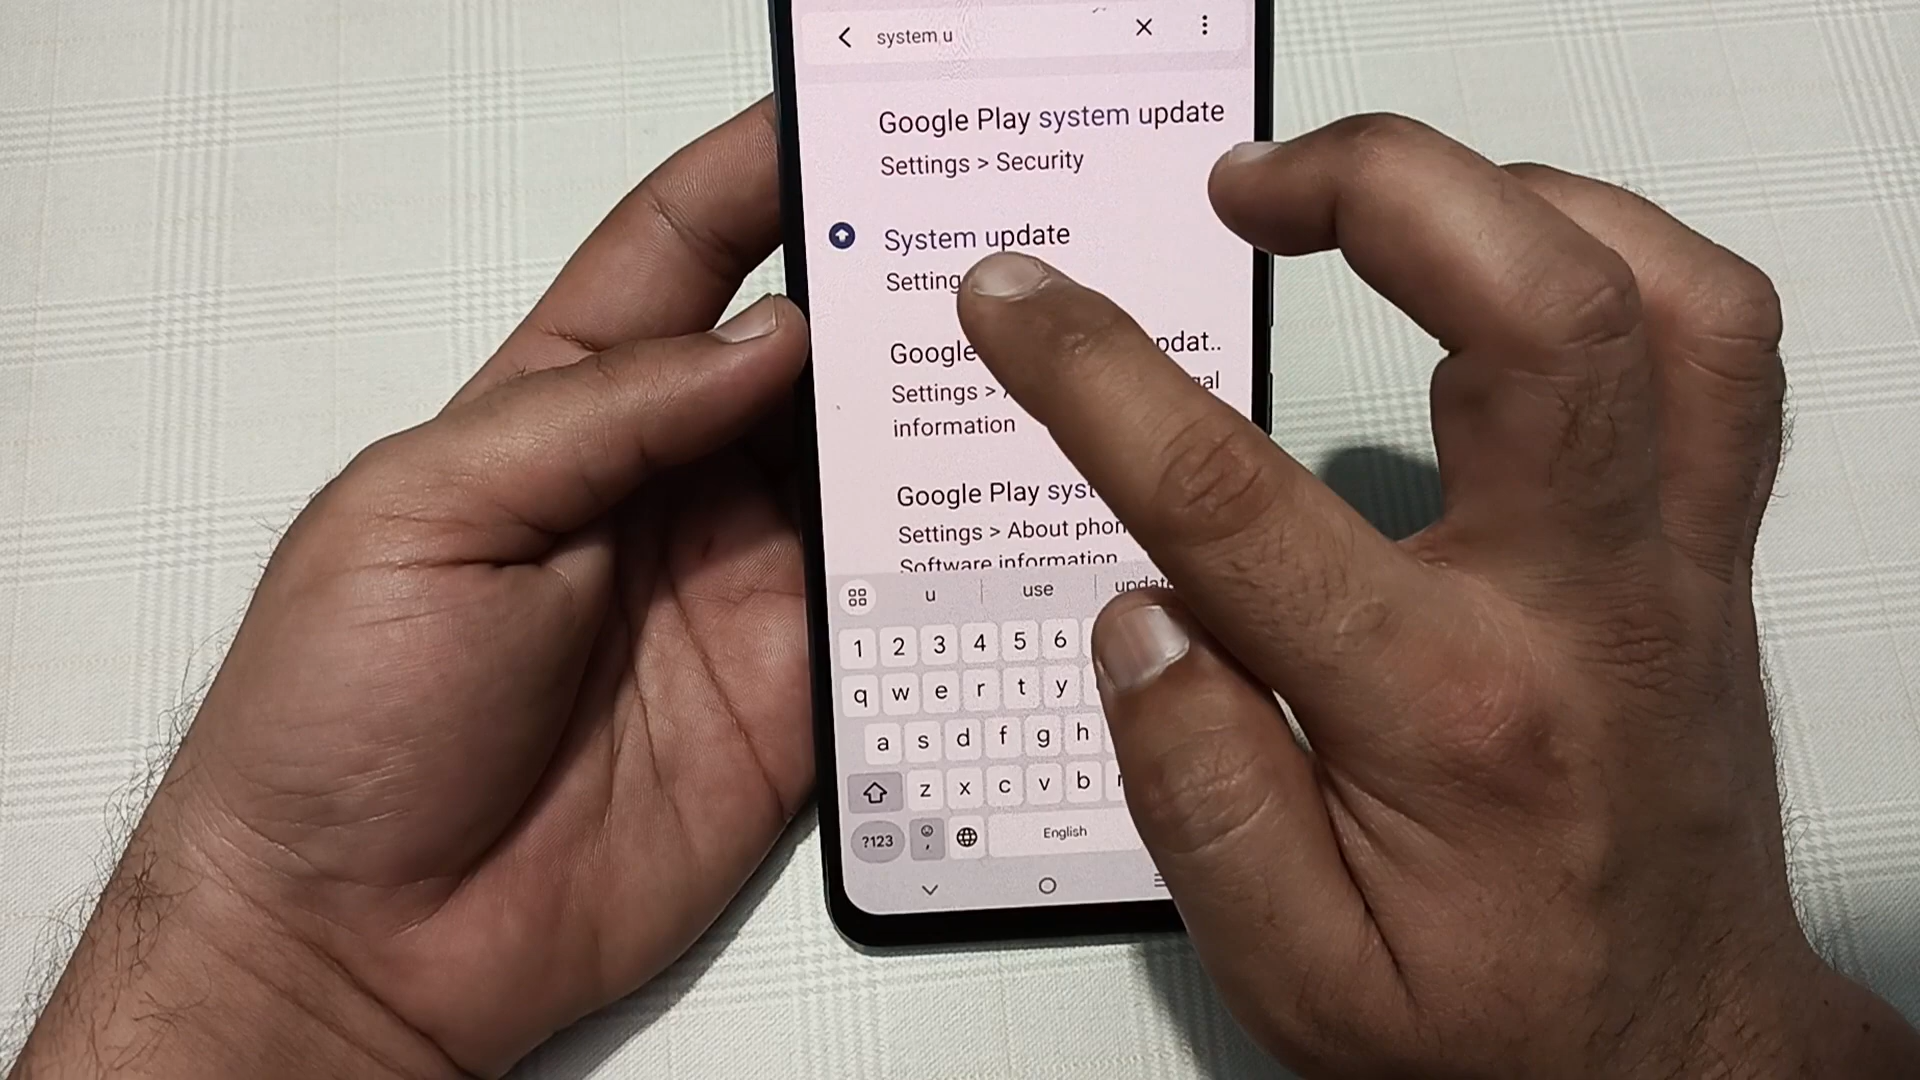 system u
Google Play system update
Settings > Security
System update
Setting
Google pdat..
Settings > gal
information
Google Play syst
Settings > About phon
Software information
u use update
1 2 3 4 5 6
q w e r t y
a s d f g h
z x c v b
?123 , English